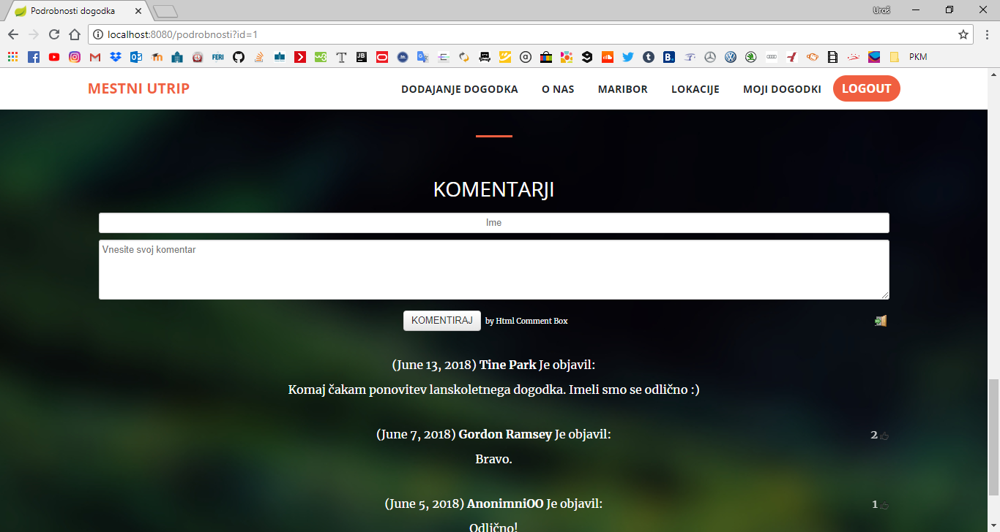 Podrobnosti dogodka
Uroš
localhost:8080/podrobnosti?id=1
FERI
w3
T
JB
B.
PKM
MESTNI UTRIP
DODAJANJE DOGODKA
O NAS
MARIBOR
LOKACIJE
MOJI DOGODKI
LOGOUT
KOMENTARJI
Ime
Vnesite svoj komentar
KOMENTIRAJ by Html Comment Box
(June 13, 2018) Tine Park Je objavil:
Komaj čakam ponovitev lanskoletnega dogodka. Imeli smo se odlično :)
(June 7, 2018) Gordon Ramsey Je objavil:
2
Bravo.
(June 5, 2018) AnonimniOO Je objavil:
1
Odlično!